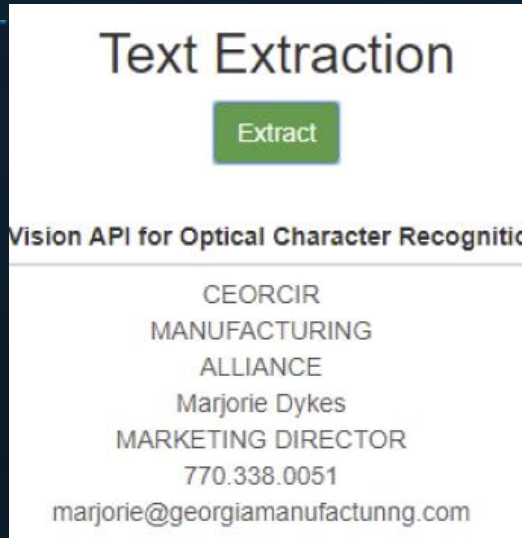 Text Extraction
Extract
Vision API for Optical Character Recognitio
CEORCIR
MANUFACTURING
ALLIANCE
Marjorie Dykes
MARKETING DIRECTOR
770.338.0051
marjorie@georgiamanufactunng.com